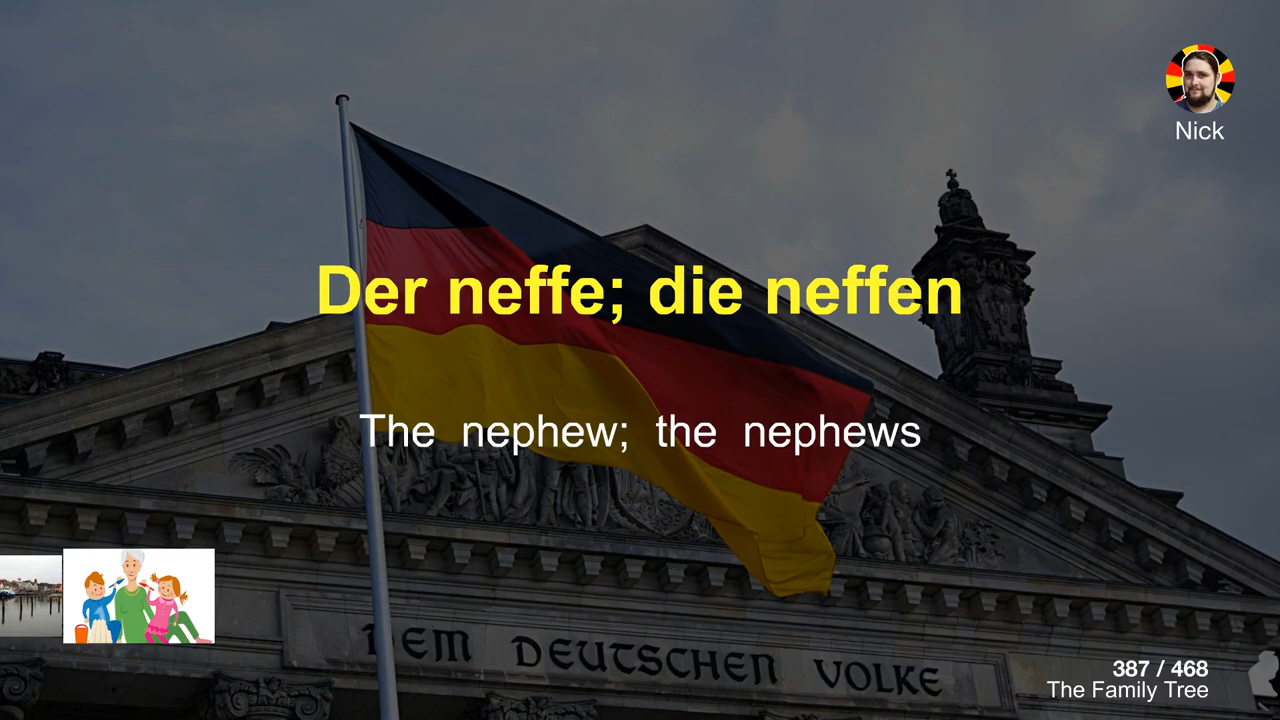 Nick
Der neffe; die neffen
The nephew; the nephews
DEM DEUTSCHEN VOLKE
387 / 468
The Family Tree